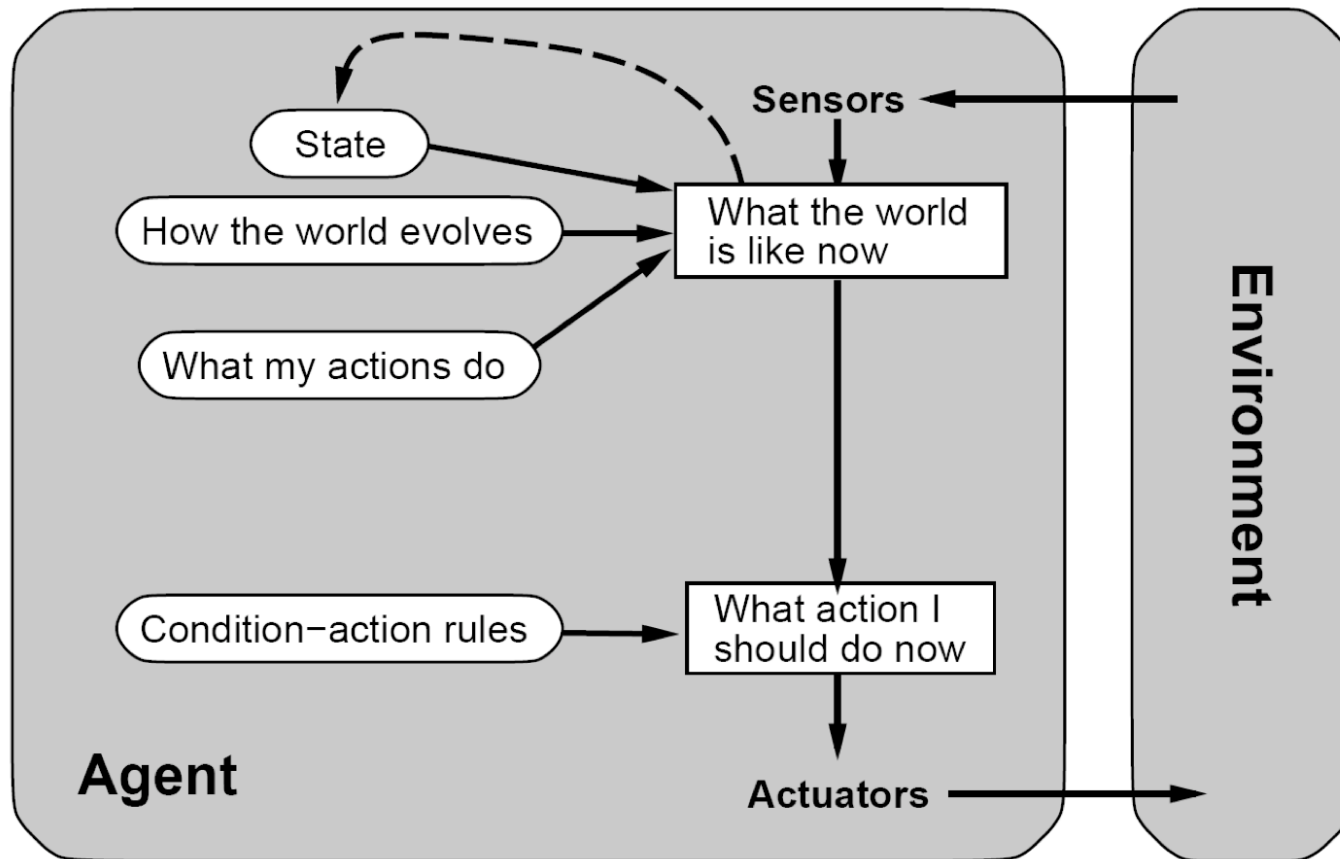 Sensors
State
What the world
is like now
How the world evolves
What my actions do
Environment
Condition−action rules
What action I
should do now
Agent
Actuators